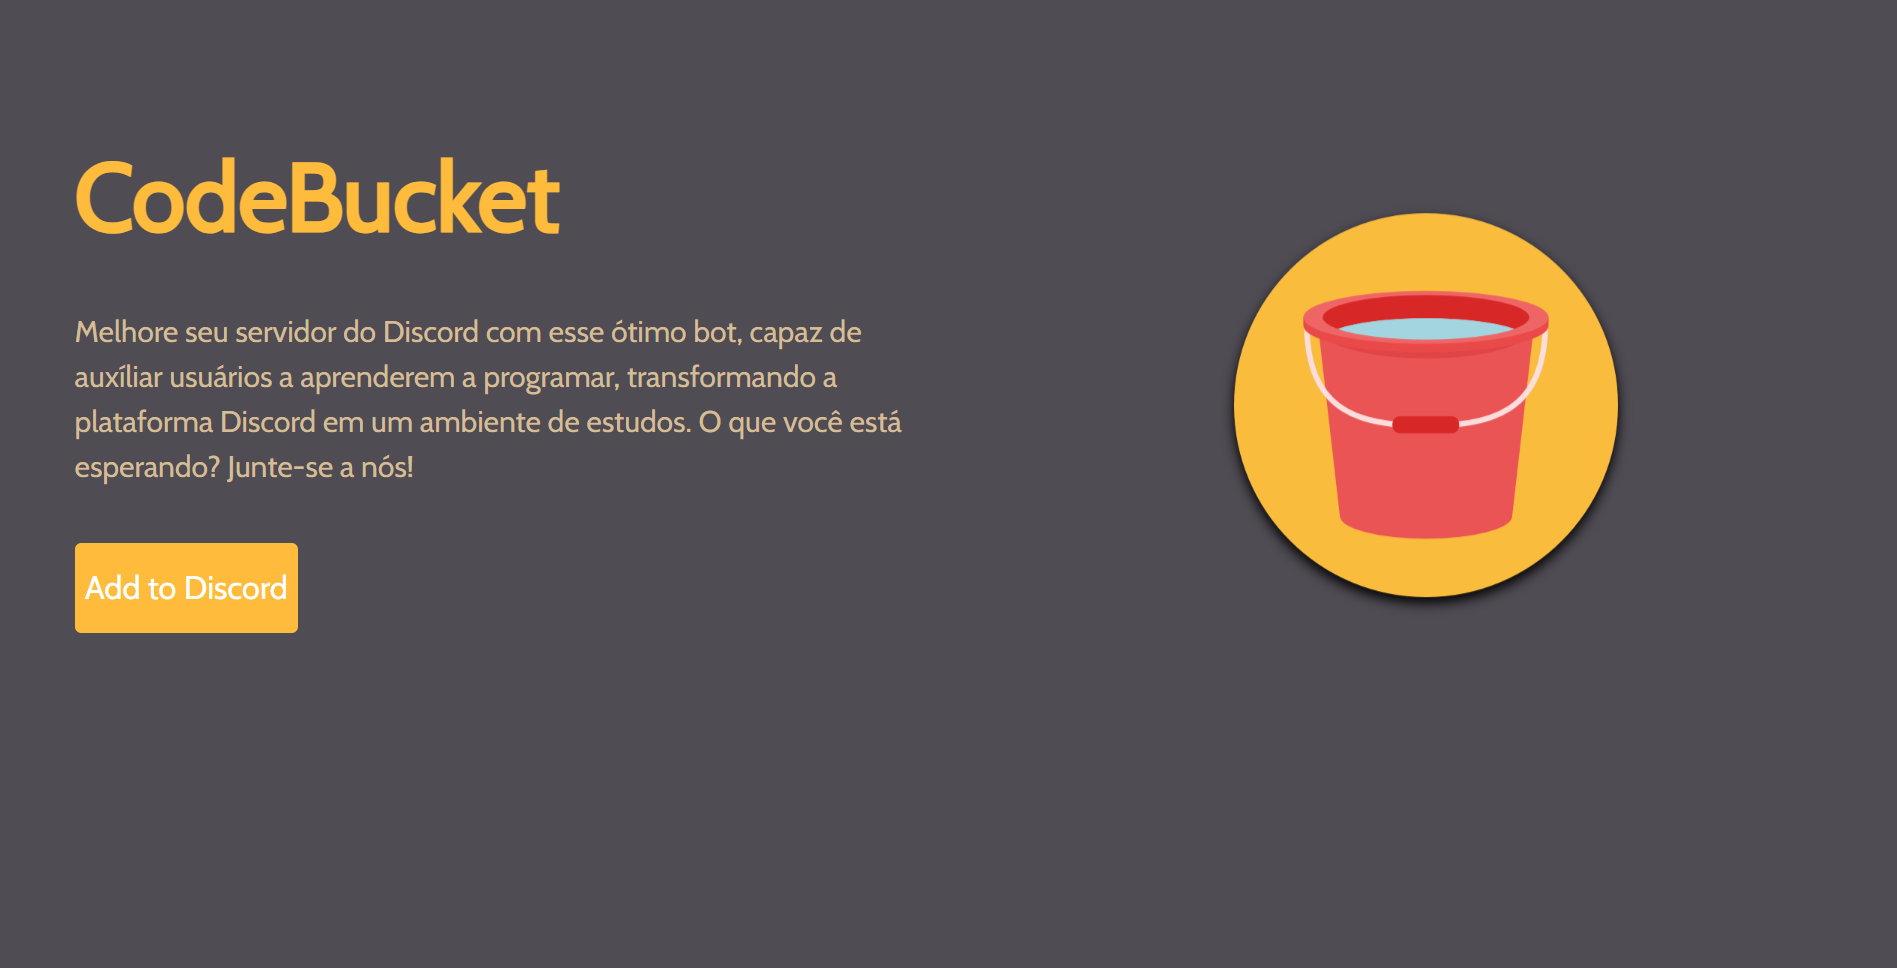 CodeBucket
Melhore seu servidor do Discord com esse ótimo bot, capaz de
auxíliar usuários a aprenderem a programar, transformando a
plataforma Discord em um ambiente de estudos. O que você está
esperando? Junte-se a nós!
Add to Discord